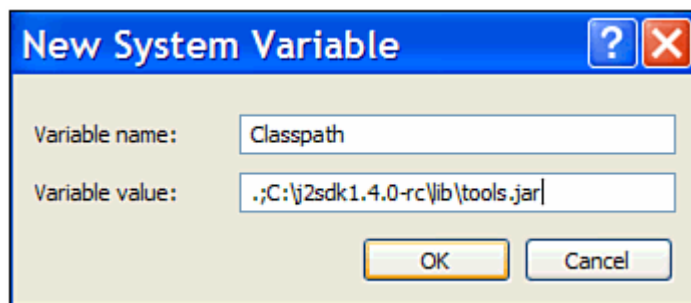 New System Variable
?
Variable name: Classpath
Variable value: .;C:\j2sdk1.4.0-rc\lib\tools.jar
OK Cancel